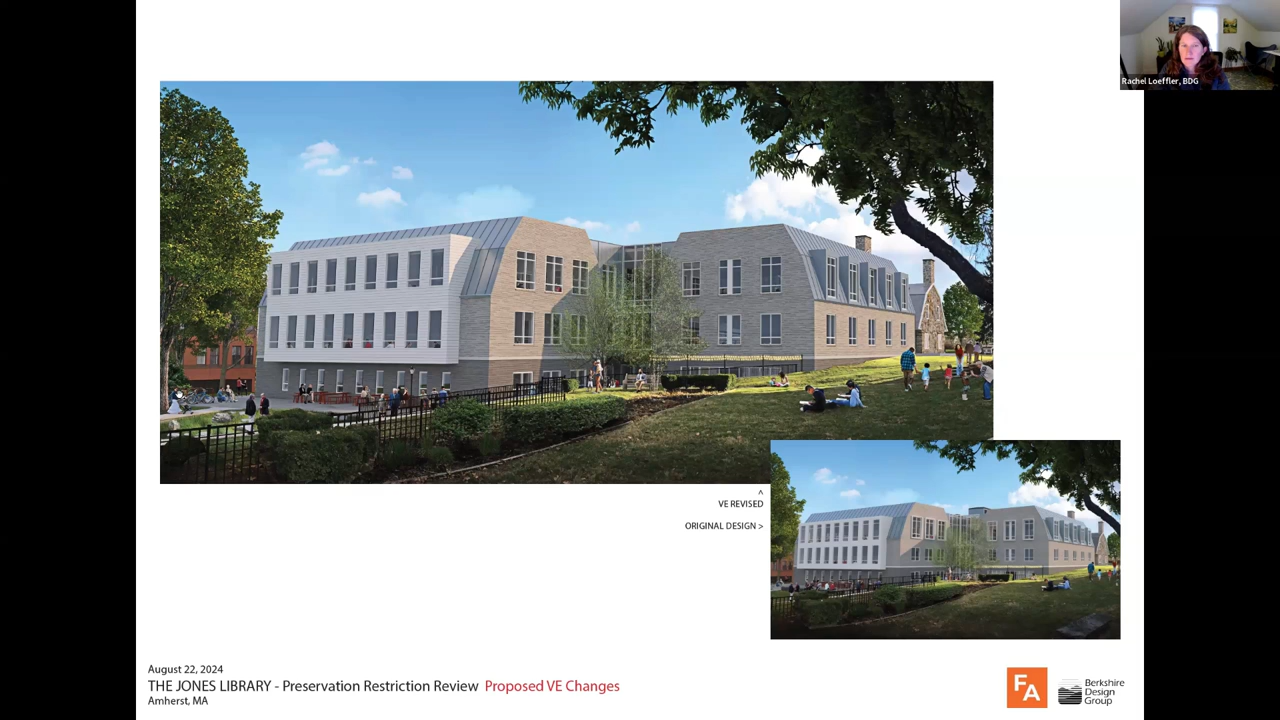 Rachel Loeffler, BDG
^
VE REVISED
ORIGINAL DESIGN >
August 22, 2024
THE JONES LIBRARY - Preservation Restriction Review Proposed VE Changes
Amherst, MA
FA
Berkshire
Design
Group